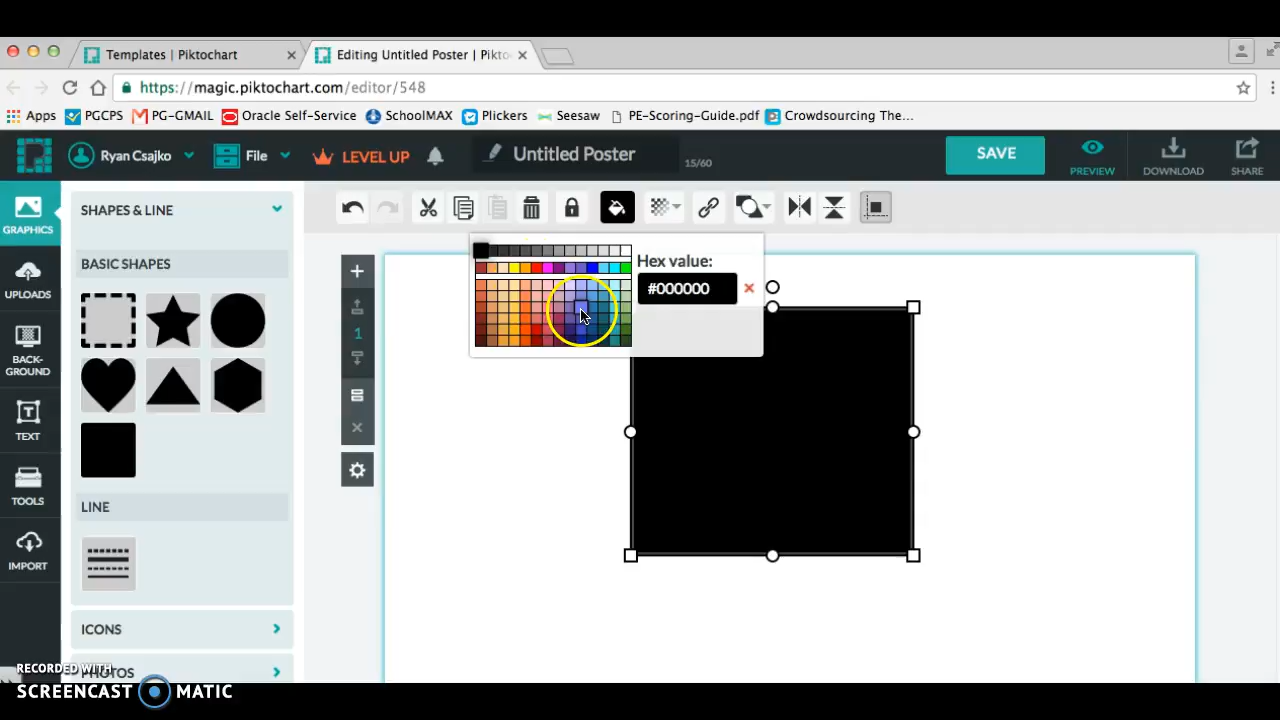 Templates | Piktochart
Editing Untitled Poster | Pikto
https://magic.piktochart.com/editor/548
Apps PGCPS PG-GMAIL Oracle Self-Service SchoolMAX Plickers Seesaw PE-Scoring-Guide.pdf Crowdsourcing The...
Ryan Csajko File LEVEL UP Untitled Poster 15/60 SAVE PREVIEW DOWNLOAD SHARE
GRAPHICS
UPLOADS
BACK-
GROUND
TEXT
TOOLS
IMPORT
SHAPES & LINE
BASIC SHAPES
LINE
ICONS
PHOTOS
1
Hex value:
#000000
RECORDED WITH
SCREENCAST MATIC